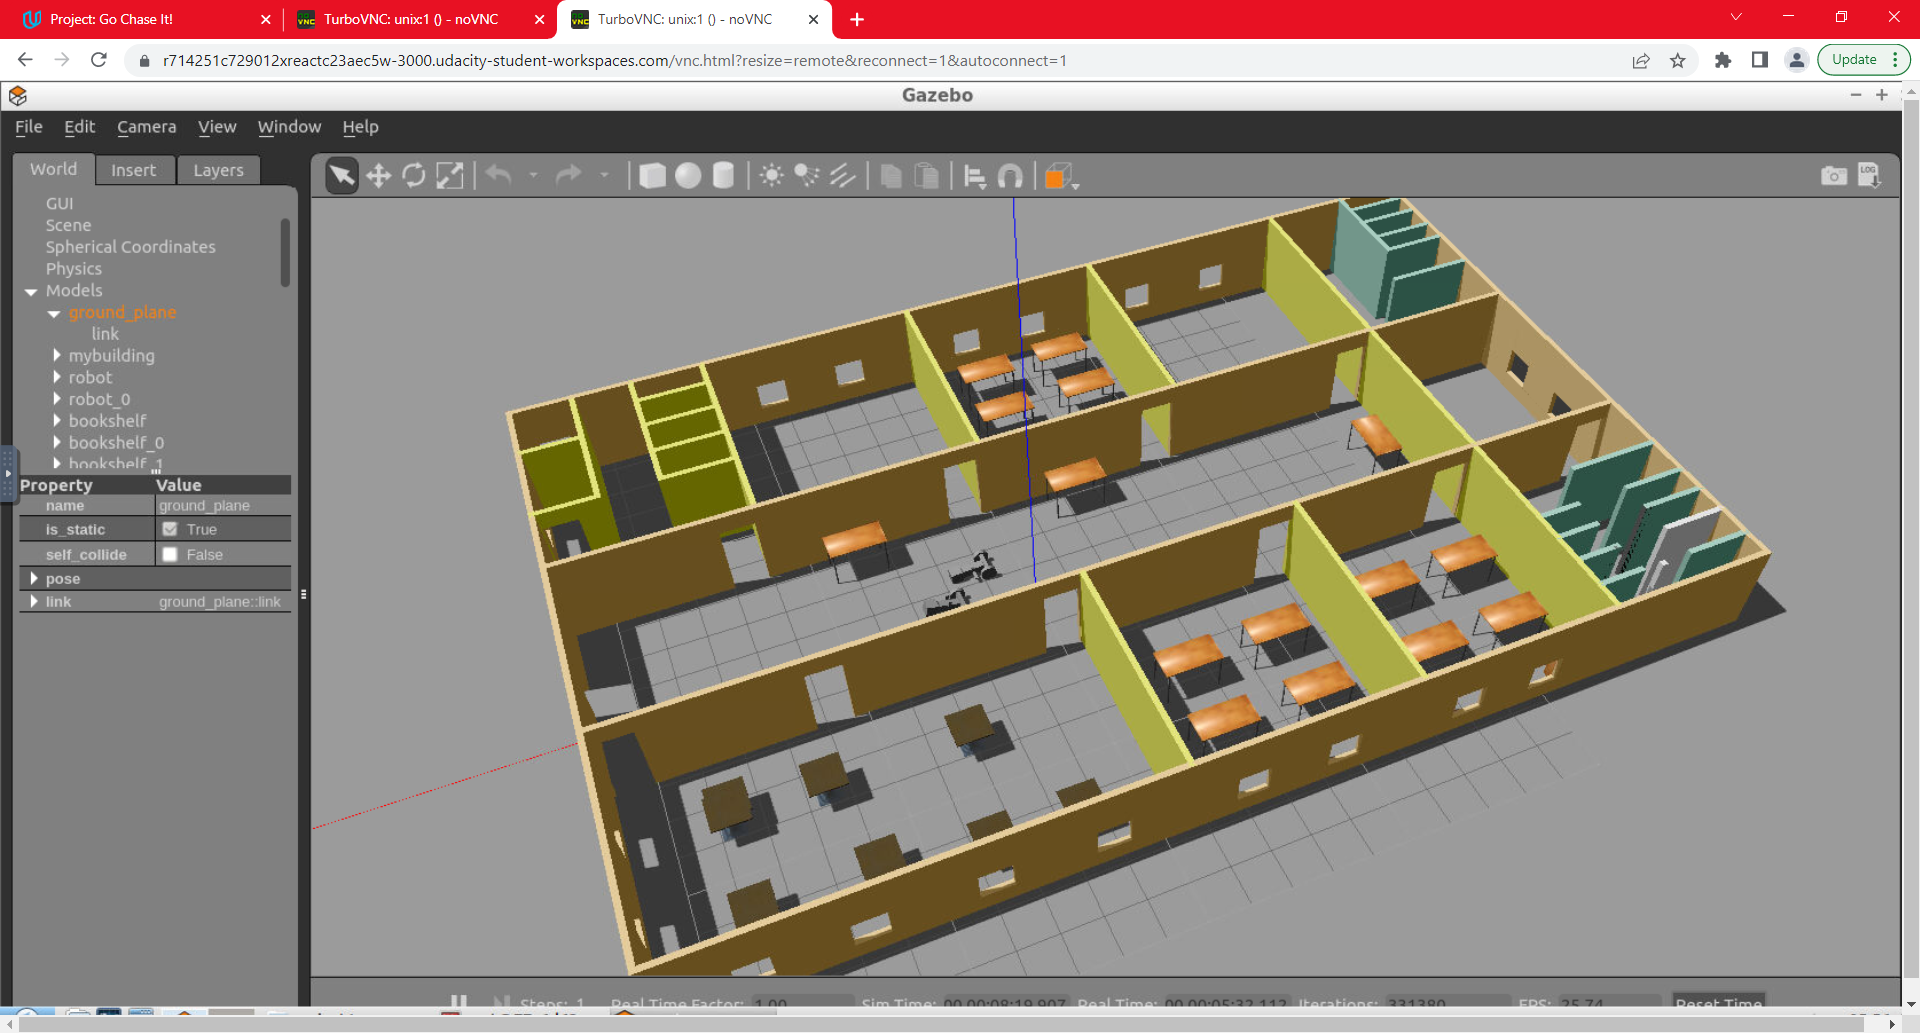 Project: Go Chase It!
TurboVNC: unix:1 () - noVNC
TurboVNC: unix:1 () - noVNC
r714251c729012xreactc23aec5w-3000.udacity-student-workspaces.com/vnc.html?resize=remote&reconnect=1&autoconnect=1
Update
Gazebo
File Edit Camera View Window Help
World Insert Layers
LOG
GUI
Scene
Spherical Coordinates
Physics
Models
ground_plane
link
mybuilding
robot
robot_0
bookshelf
bookshelf_0
bookshelf_1
Property Value
name ground_plane
is_static True
self_collide False
pose
link ground_plane::link
Steps: 1 Real Time Factor: 1.00 Sim Time: 00 00:08:19.907 Real Time: 00 00:05:32.112 Iterations: 331380 FPS: 25.74 Reset Time